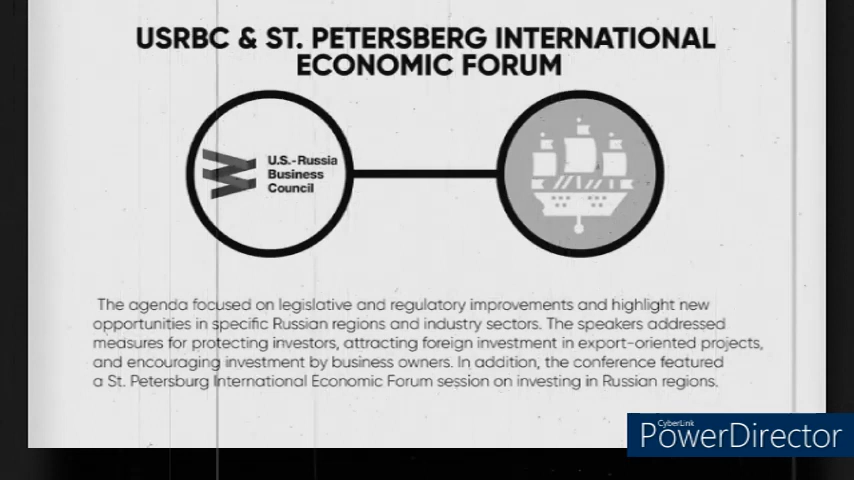 USRBC & ST. PETERSBERG INTERNATIONAL
ECONOMIC FORUM
U.S.-Russia
Business
Council
The agenda focused on legislative and regulatory improvements and highlight new
opportunities in specific Russian regions and industry sectors. The speakers addressed
measures for protecting investors, attracting foreign investment in export-oriented projects,
and encouraging investment by business owners. In addition, the conference featured
a St. Petersburg International Economic Forum session on investing in Russian regions.
CyberLink
PowerDirector